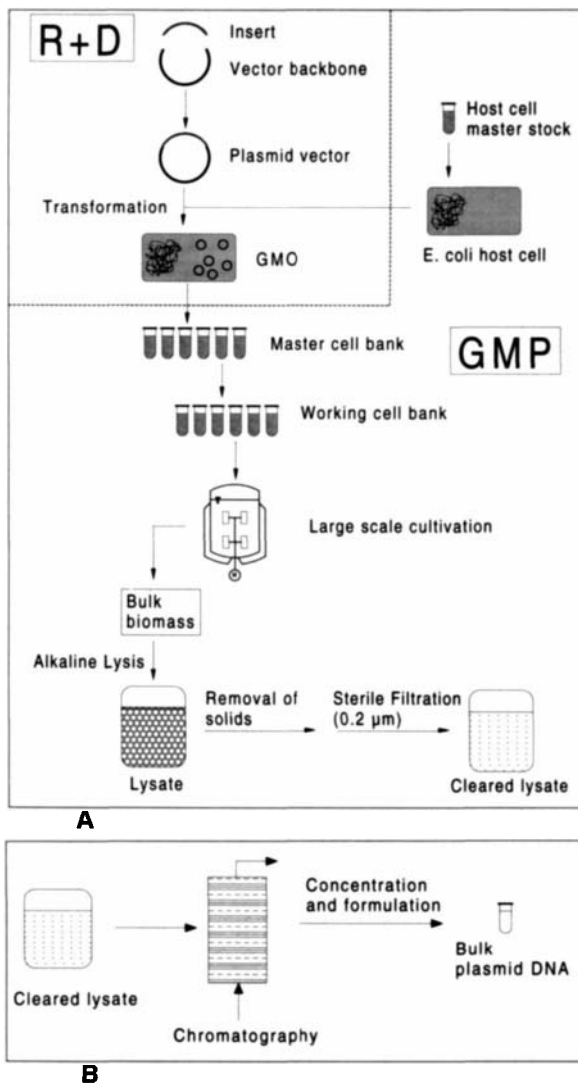 R+D
Insert
Vector backbone
Plasmid vector
Transformation
GMO
Host cell
master stock
E. coli host cell
GMP
Master cell bank
Working cell bank
Large scale cultivation
Bulk
biomass
Alkaline Lysis
Lysate
Removal of
solids
Sterile Filtration
(0.2 µm)
Cleared lysate
A
Cleared lysate
Chromatography
Concentration
and formulation
Bulk
plasmid DNA
B